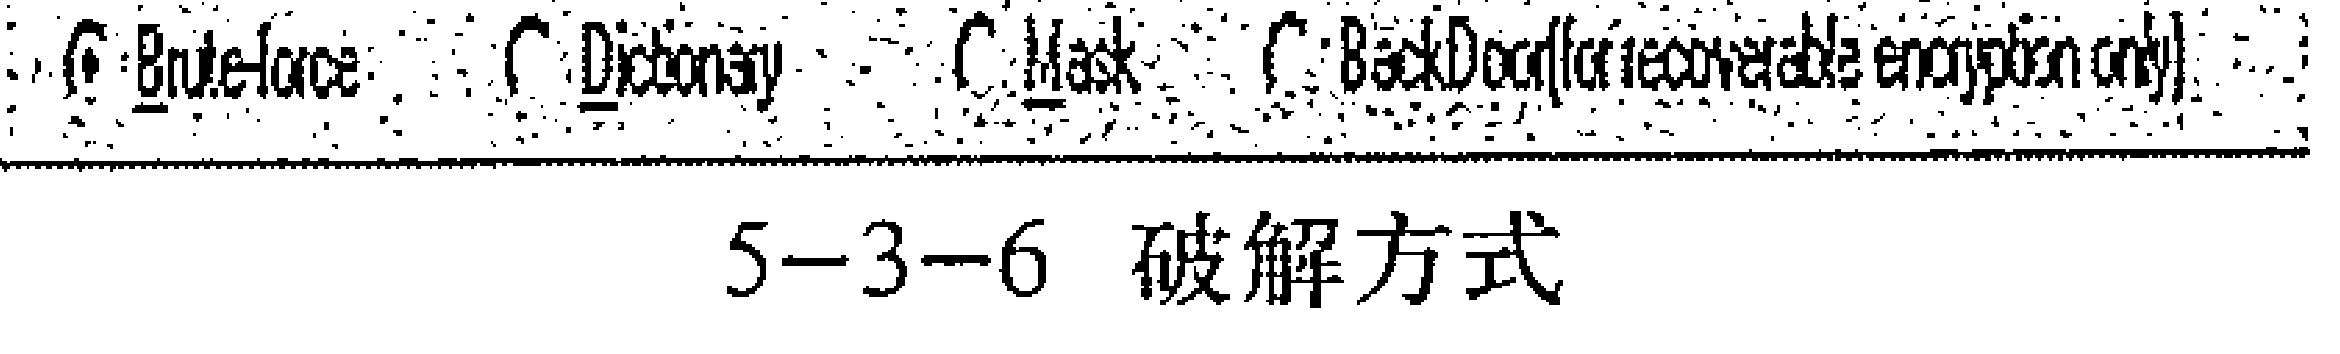 Brute-force Dictionary Mask BackDoor(for recoverable encryption only)
5-3-6 破解方式